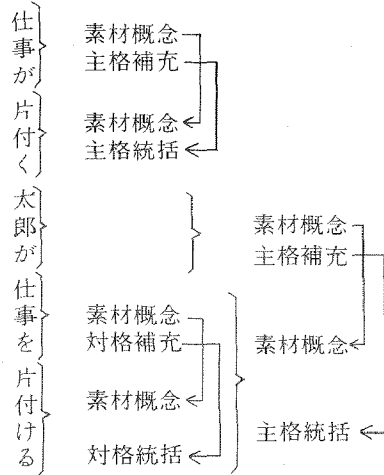 仕事が
素材概念
主格補充
片付く
素材概念
主格統括
太郎が
素材概念
主格補充
仕事を
素材概念
対格補充
素材概念
片付ける
素材概念
対格統括
主格統括